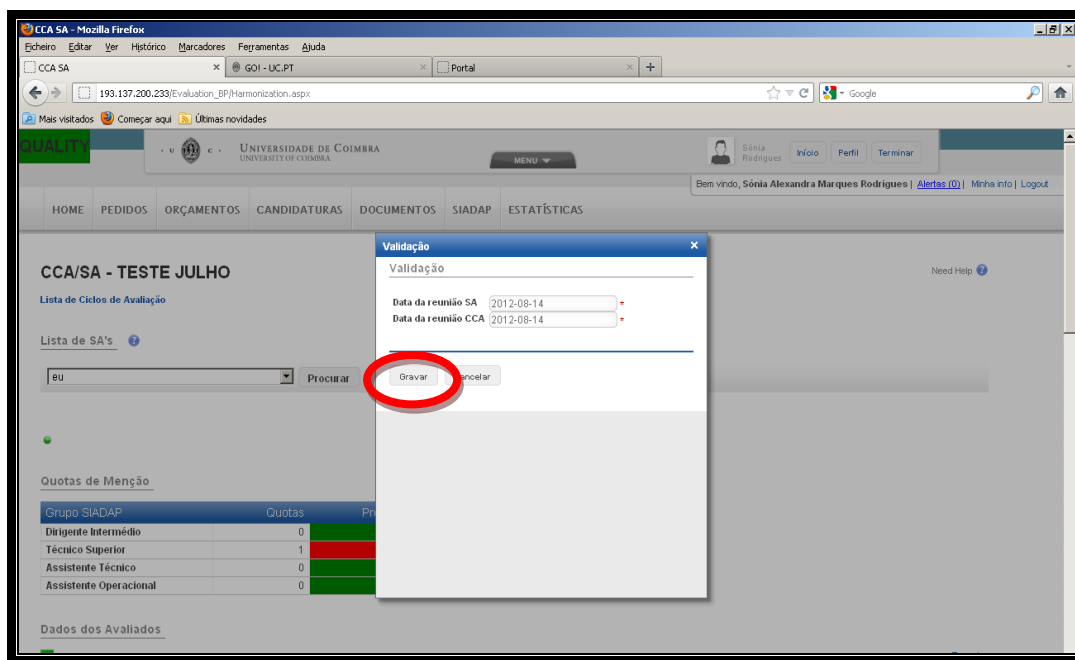 CCA SA - Mozilla Firefox
Ficheiro Editar Ver Histórico Marcadores Ferramentas Ajuda
CCA SA GO! - UC.PT Portal
193.137.200.233/Evaluation_BP/Harmonization.aspx Google
Mais visitados Começar aqui Últimas novidades
QUALITY
· U C · UNIVERSIDADE DE COIMBRA
UNIVERSITY OF COIMBRA
MENU
Sónia
Rodrigues
Início Perfil Terminar
Bem vindo, Sónia Alexandra Marques Rodrigues | Alertas (0) | Minha info | Logout
HOME PEDIDOS ORÇAMENTOS CANDIDATURAS DOCUMENTOS SIADAP ESTATÍSTICAS
CCA/SA - TESTE JULHO
Need Help
Lista de Ciclos de Avaliação
Lista de SA's
eu Procurar
Quotas de Menção
Grupo SIADAP Quotas
Dirigente Intermédio 0
Técnico Superior 1
Assistente Técnico 0
Assistente Operacional 0
Dados dos Avaliados
Validação
Validação
Data da reunião SA 2012-08-14 *
Data da reunião CCA 2012-08-14 *
Gravar Cancelar